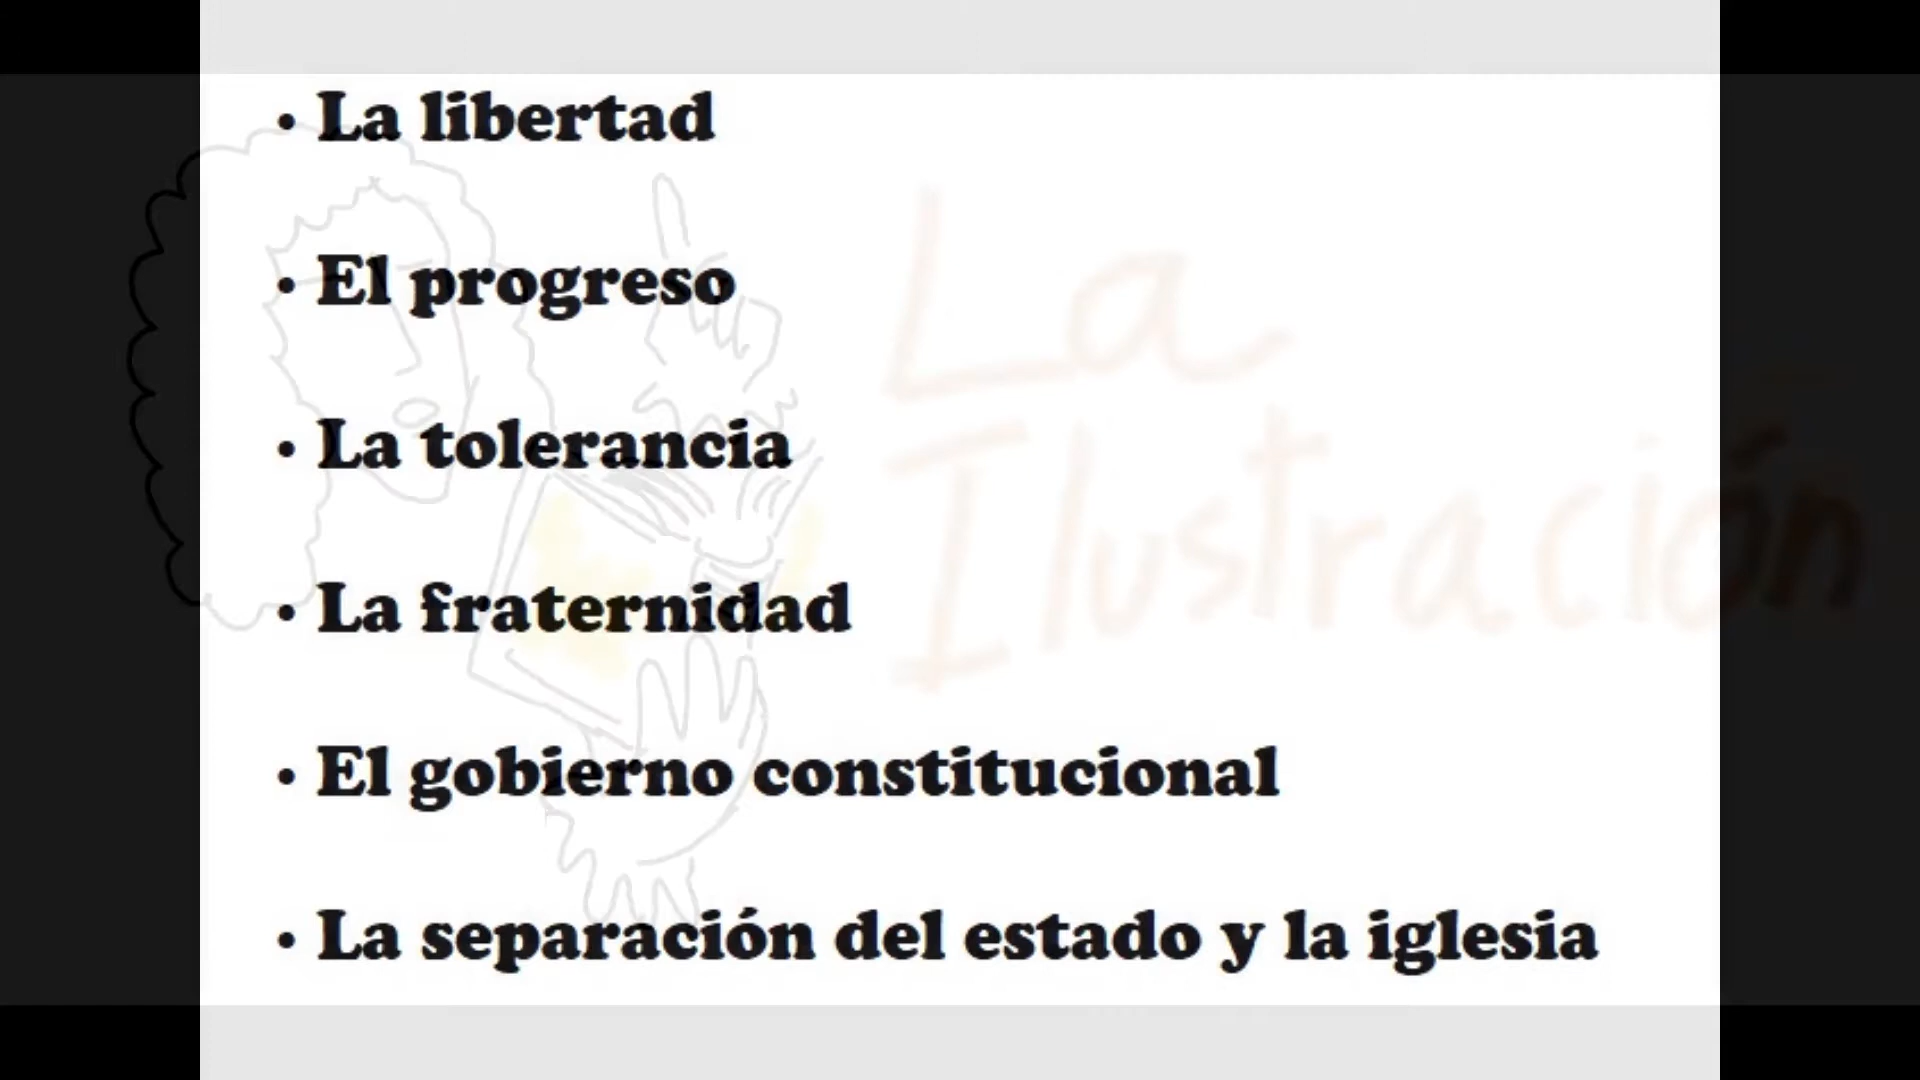 • La libertad
• El progreso
• La tolerancia
• La fraternidad
• El gobierno constitucional
• La separación del estado y la iglesia
La
Ilustración